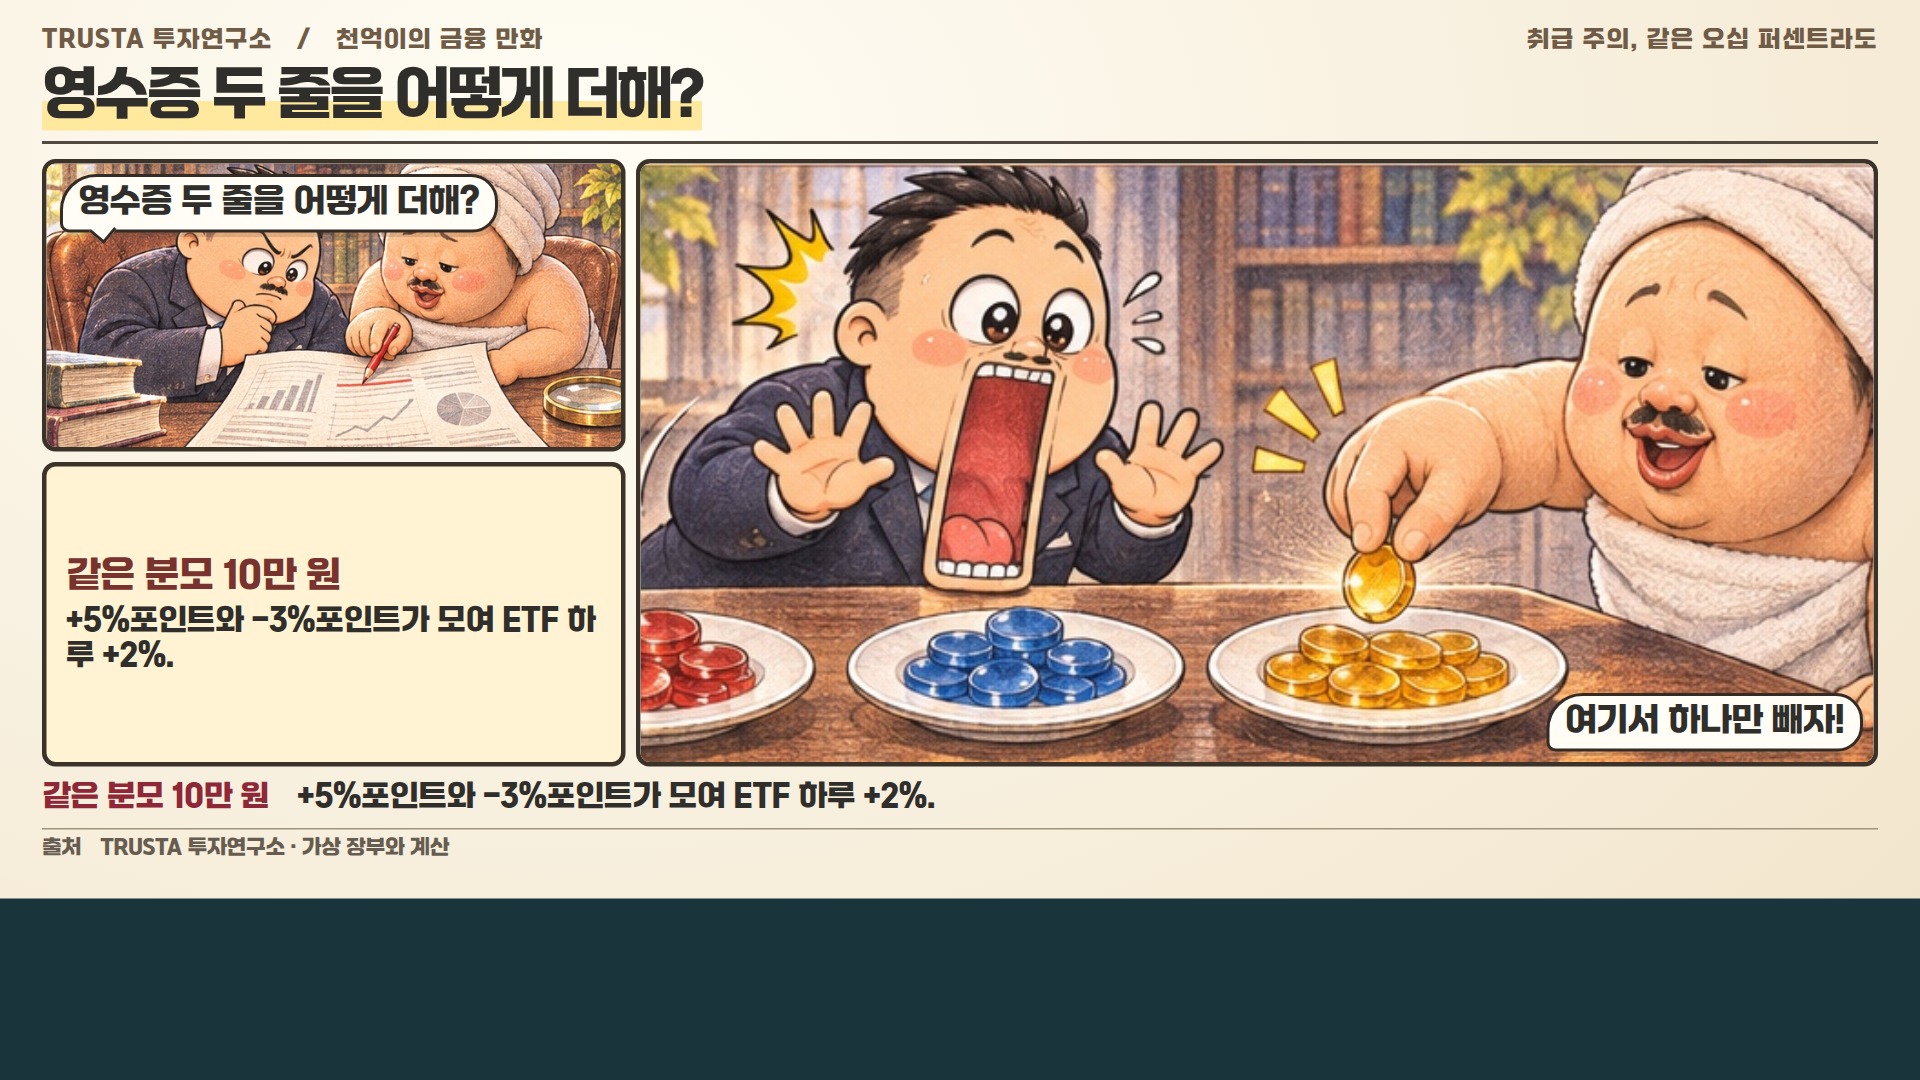 TRUSTA 투자연구소 / 천억이의 금융 만화
취급 주의, 같은 오십 퍼센트라도
영수증 두 줄을 어떻게 더해?
영수증 두 줄을 어떻게 더해?
같은 분모 10만 원
+5%포인트와 −3%포인트가 모여 ETF 하
루 +2%.
여기서 하나만 빼자!
같은 분모 10만 원 +5%포인트와 −3%포인트가 모여 ETF 하루 +2%.
출처 TRUSTA 투자연구소 · 가상 장부와 계산